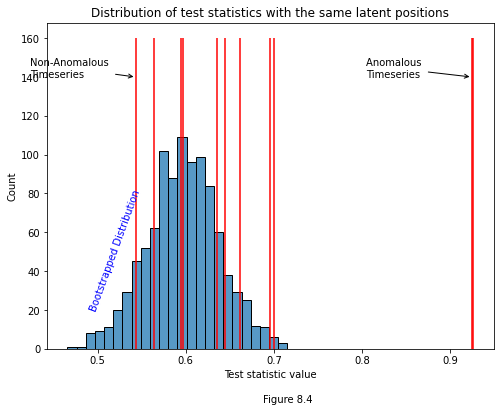 Distribution of test statistics with the same latent positions
160
140
120
100
80
60
40
20
0
Count
Non-Anomalous
Timeseries
Anomalous
Timeseries
Bootstrapped Distribution
0.5 0.6 0.7 0.8 0.9
Test statistic value
Figure 8.4